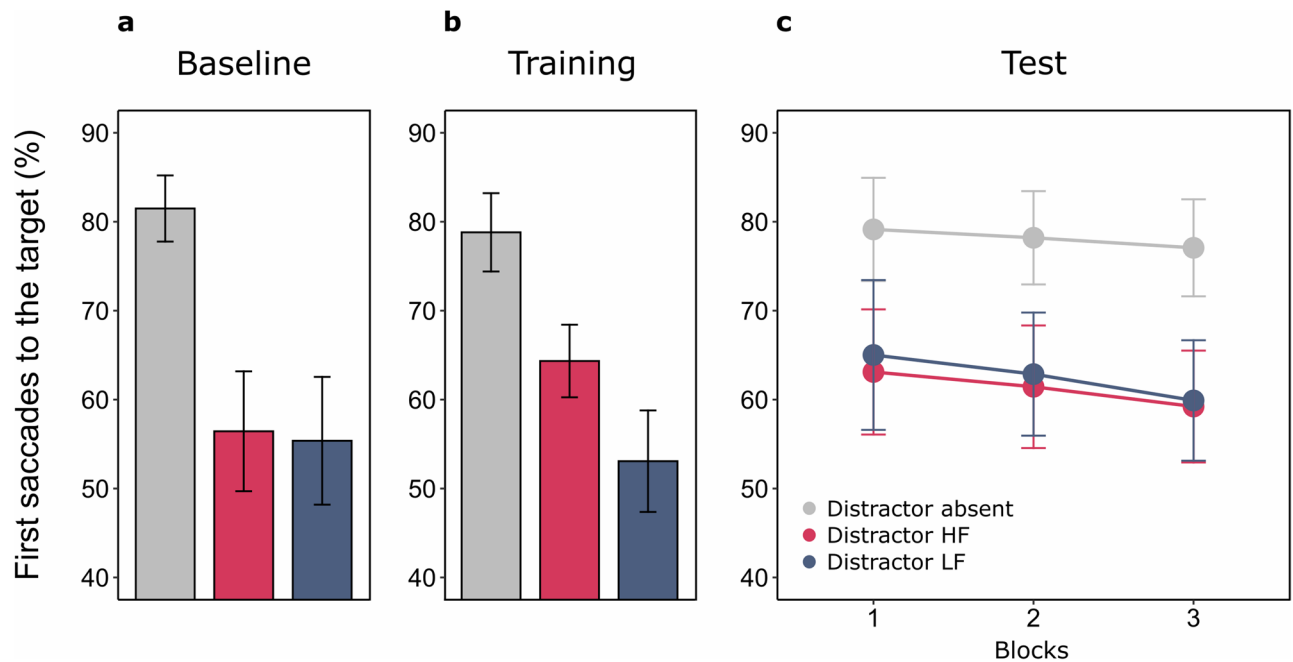 a
Baseline
b
Training
c
Test
First saccades to the target (%)
90
80
70
60
50
40
90
80
70
60
50
40
90
80
70
60
50
40
Distractor absent
Distractor HF
Distractor LF
1 2 3
Blocks